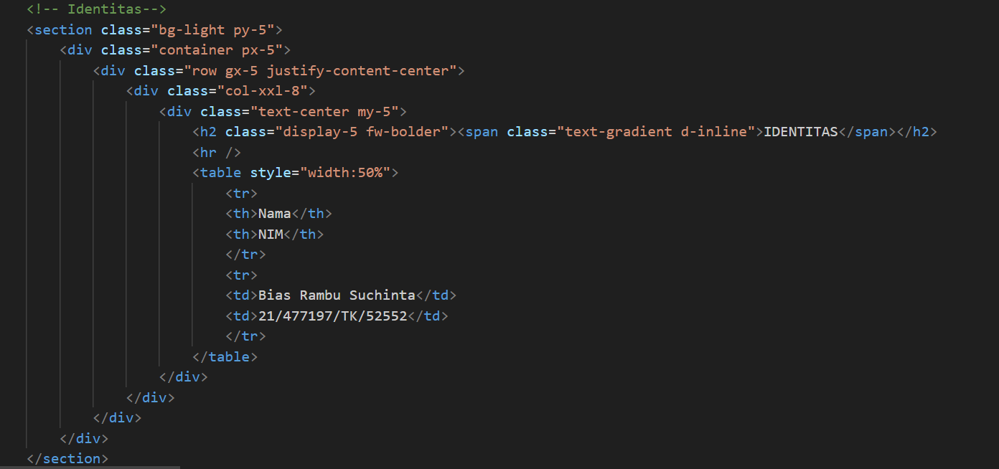 <!-- Identitas-->
<section class="bg-light py-5">
<div class="container px-5">
<div class="row gx-5 justify-content-center">
<div class="col-xxl-8">
<div class="text-center my-5">
<h2 class="display-5 fw-bolder"><span class="text-gradient d-inline">IDENTITAS</span></h2>
<hr />
<table style="width:50%">
<tr>
<th>Nama</th>
<th>NIM</th>
</tr>
<tr>
<td>Bias Rambu Suchinta</td>
<td>21/477197/TK/52552</td>
</tr>
</table>
</div>
</div>
</div>
</div>
</section>